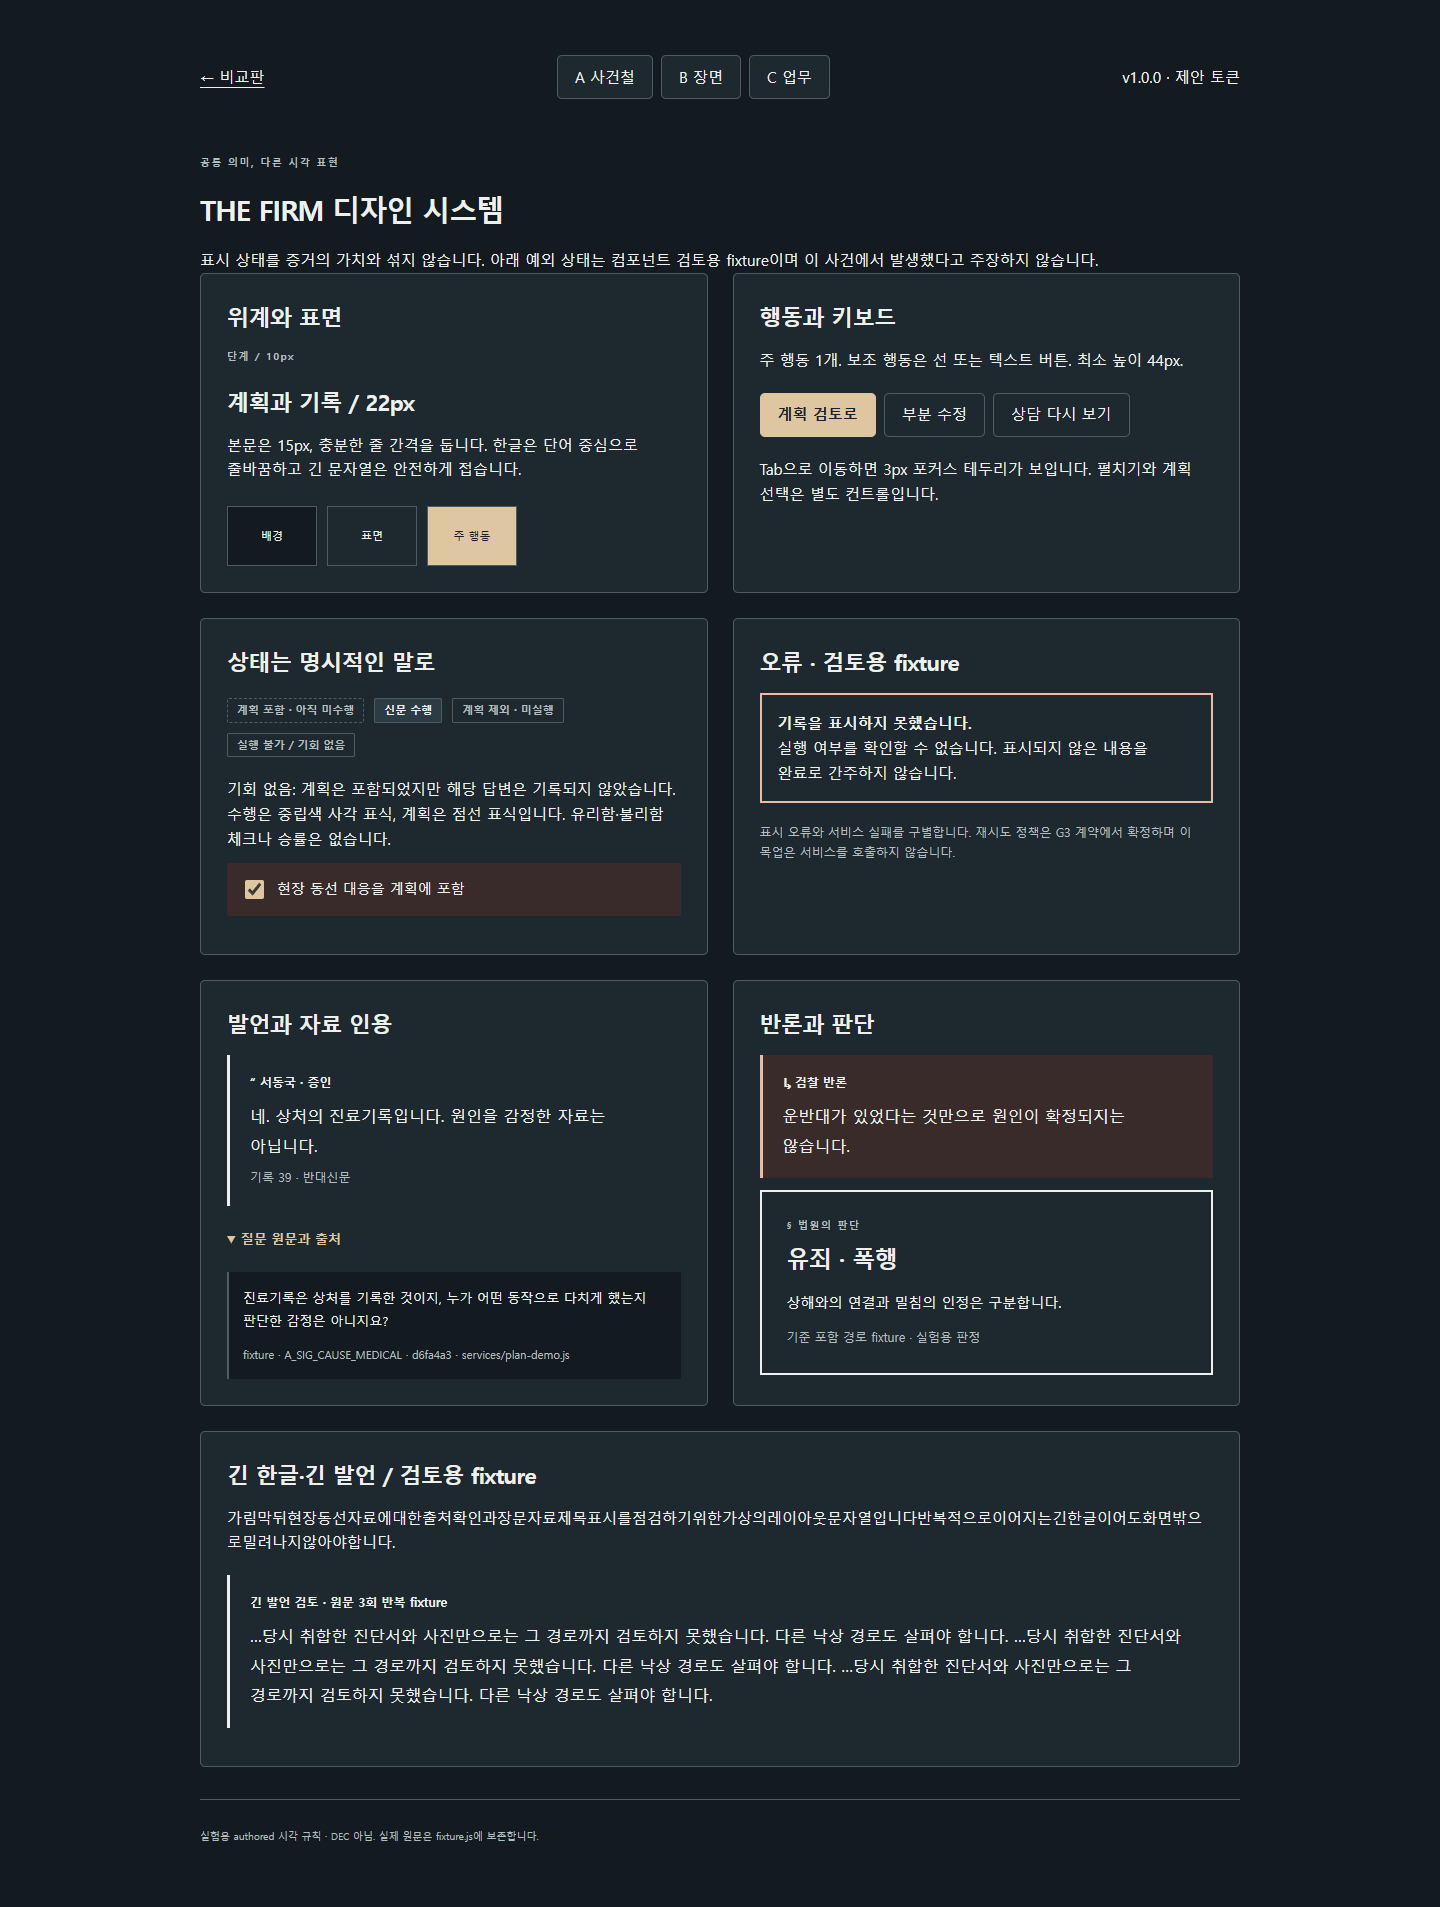 ← 비교판
A 사건철
B 장면
C 업무
v1.0.0 · 제안 토큰
공통 의미, 다른 시각 표현
THE FIRM 디자인 시스템
표시 상태를 증거의 가치와 섞지 않습니다. 아래 예외 상태는 컴포넌트 검토용 fixture이며 이 사건에서 발생했다고 주장하지 않습니다.
위계와 표면
단계 / 10px
계획과 기록 / 22px
본문은 15px, 충분한 줄 간격을 둡니다. 한글은 단어 중심으로
줄바꿈하고 긴 문자열은 안전하게 접습니다.
배경
표면
주 행동
행동과 키보드
주 행동 1개. 보조 행동은 선 또는 텍스트 버튼. 최소 높이 44px.
계획 검토로
부분 수정
상담 다시 보기
Tab으로 이동하면 3px 포커스 테두리가 보입니다. 펼치기와 계획
선택은 별도 컨트롤입니다.
상태는 명시적인 말로
계획 포함 · 아직 미수행
신문 수행
계획 제외 · 미실행
실행 불가 / 기회 없음
기회 없음: 계획은 포함되었지만 해당 답변은 기록되지 않았습니다.
수행은 중립색 사각 표식, 계획은 점선 표식입니다. 유리함·불리함
체크나 승률은 없습니다.
현장 동선 대응을 계획에 포함
오류 · 검토용 fixture
기록을 표시하지 못했습니다.
실행 여부를 확인할 수 없습니다. 표시되지 않은 내용을
완료로 간주하지 않습니다.
표시 오류와 서비스 실패를 구별합니다. 재시도 정책은 G3 계약에서 확정하며 이
목업은 서비스를 호출하지 않습니다.
발언과 자료 인용
“ 서동국 · 증인
네. 상처의 진료기록입니다. 원인을 감정한 자료는
아닙니다.
기록 39 · 반대신문
▼ 질문 원문과 출처
진료기록은 상처를 기록한 것이지, 누가 어떤 동작으로 다치게 했는지
판단한 감정은 아니지요?
fixture · A_SIG_CAUSE_MEDICAL · d6fa4a3 · services/plan-demo.js
반론과 판단
↳ 검찰 반론
운반대가 있었다는 것만으로 원인이 확정되지는
않습니다.
§ 법원의 판단
유죄 · 폭행
상해와의 연결과 밀침의 인정은 구분합니다.
기준 포함 경로 fixture · 실험용 판정
긴 한글·긴 발언 / 검토용 fixture
가림막뒤현장동선자료에대한출처확인과장문자료제목표시를점검하기위한가상의레이아웃문자열입니다반복적으로이어지는긴한글이어도화면밖으
로밀려나지않아야합니다.
긴 발언 검토 · 원문 3회 반복 fixture
…당시 취합한 진단서와 사진만으로는 그 경로까지 검토하지 못했습니다. 다른 낙상 경로도 살펴야 합니다. …당시 취합한 진단서와
사진만으로는 그 경로까지 검토하지 못했습니다. 다른 낙상 경로도 살펴야 합니다. …당시 취합한 진단서와 사진만으로는 그
경로까지 검토하지 못했습니다. 다른 낙상 경로도 살펴야 합니다.
실험용 authored 시각 규칙 · DEC 아님. 실제 원문은 fixture.js에 보존합니다.